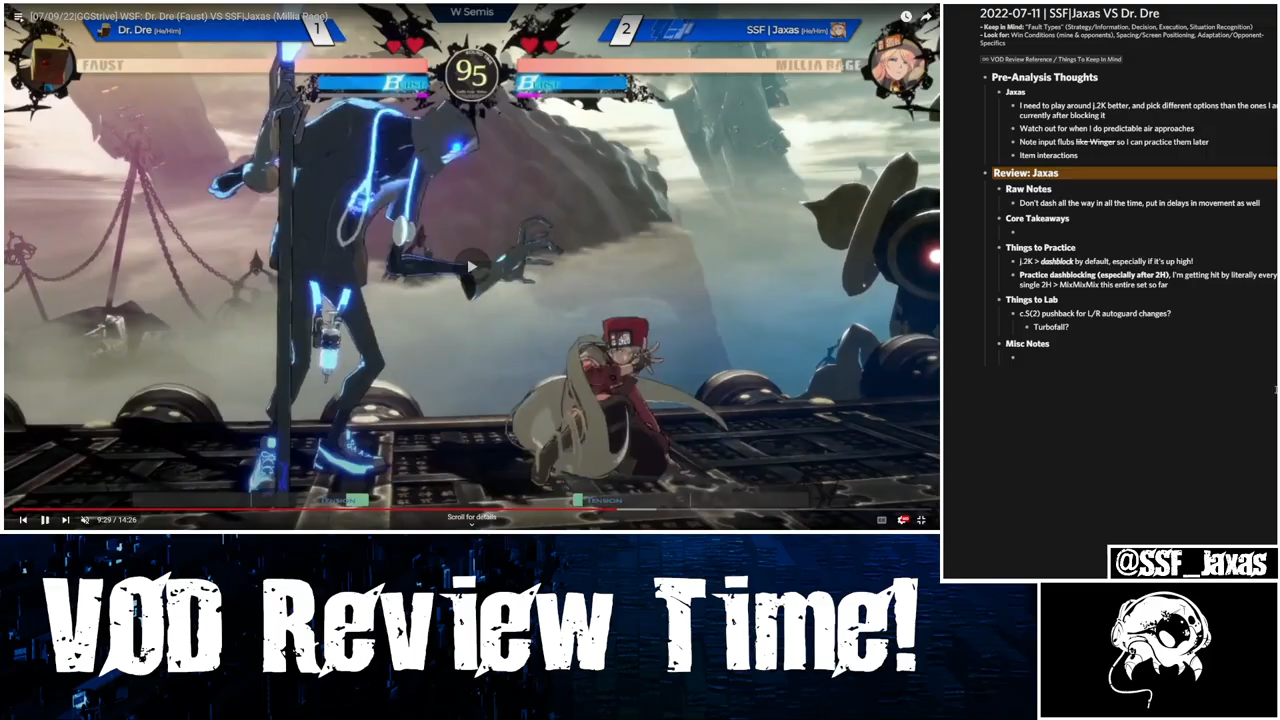 [07/09/22|GGStrive] WSF: Dr. Dre (Faust) VS SSF|Jaxas (Millia Rage)
W Semis
Dr. Dre [He/Him]
1
2
SSF | Jaxas [He/Him]
FAUST
95
MILLIA RAGE
BURST
BURST
TENSION
TENSION
9:29 / 14:26
Scroll for details
2022-07-11 | SSF|Jaxas VS Dr. Dre
- Keep in Mind: "Fault Types" (Strategy/Information, Decision, Execution, Situation Recognition)
- Look for: Win Conditions (mine & opponents), Spacing/Screen Positioning, Adaptation/Opponent-
Specifics
VOD Review Reference / Things To Keep In Mind
Pre-Analysis Thoughts
Jaxas
I need to play around j.2K better, and pick different options than the ones I a
currently after blocking it
Watch out for when I do predictable air approaches
Note input flubs like Winger so I can practice them later
Item interactions
Review: Jaxas
Raw Notes
Don't dash all the way in all the time, put in delays in movement as well
Core Takeaways
Things to Practice
j.2K > dashblock by default, especially if it's up high!
Practice dashblocking (especially after 2H), I'm getting hit by literally every
single 2H > MixMixMix this entire set so far
Things to Lab
c.S(2) pushback for L/R autoguard changes?
Turbofall?
Misc Notes
@SSF_Jaxas
VOD Review Time!